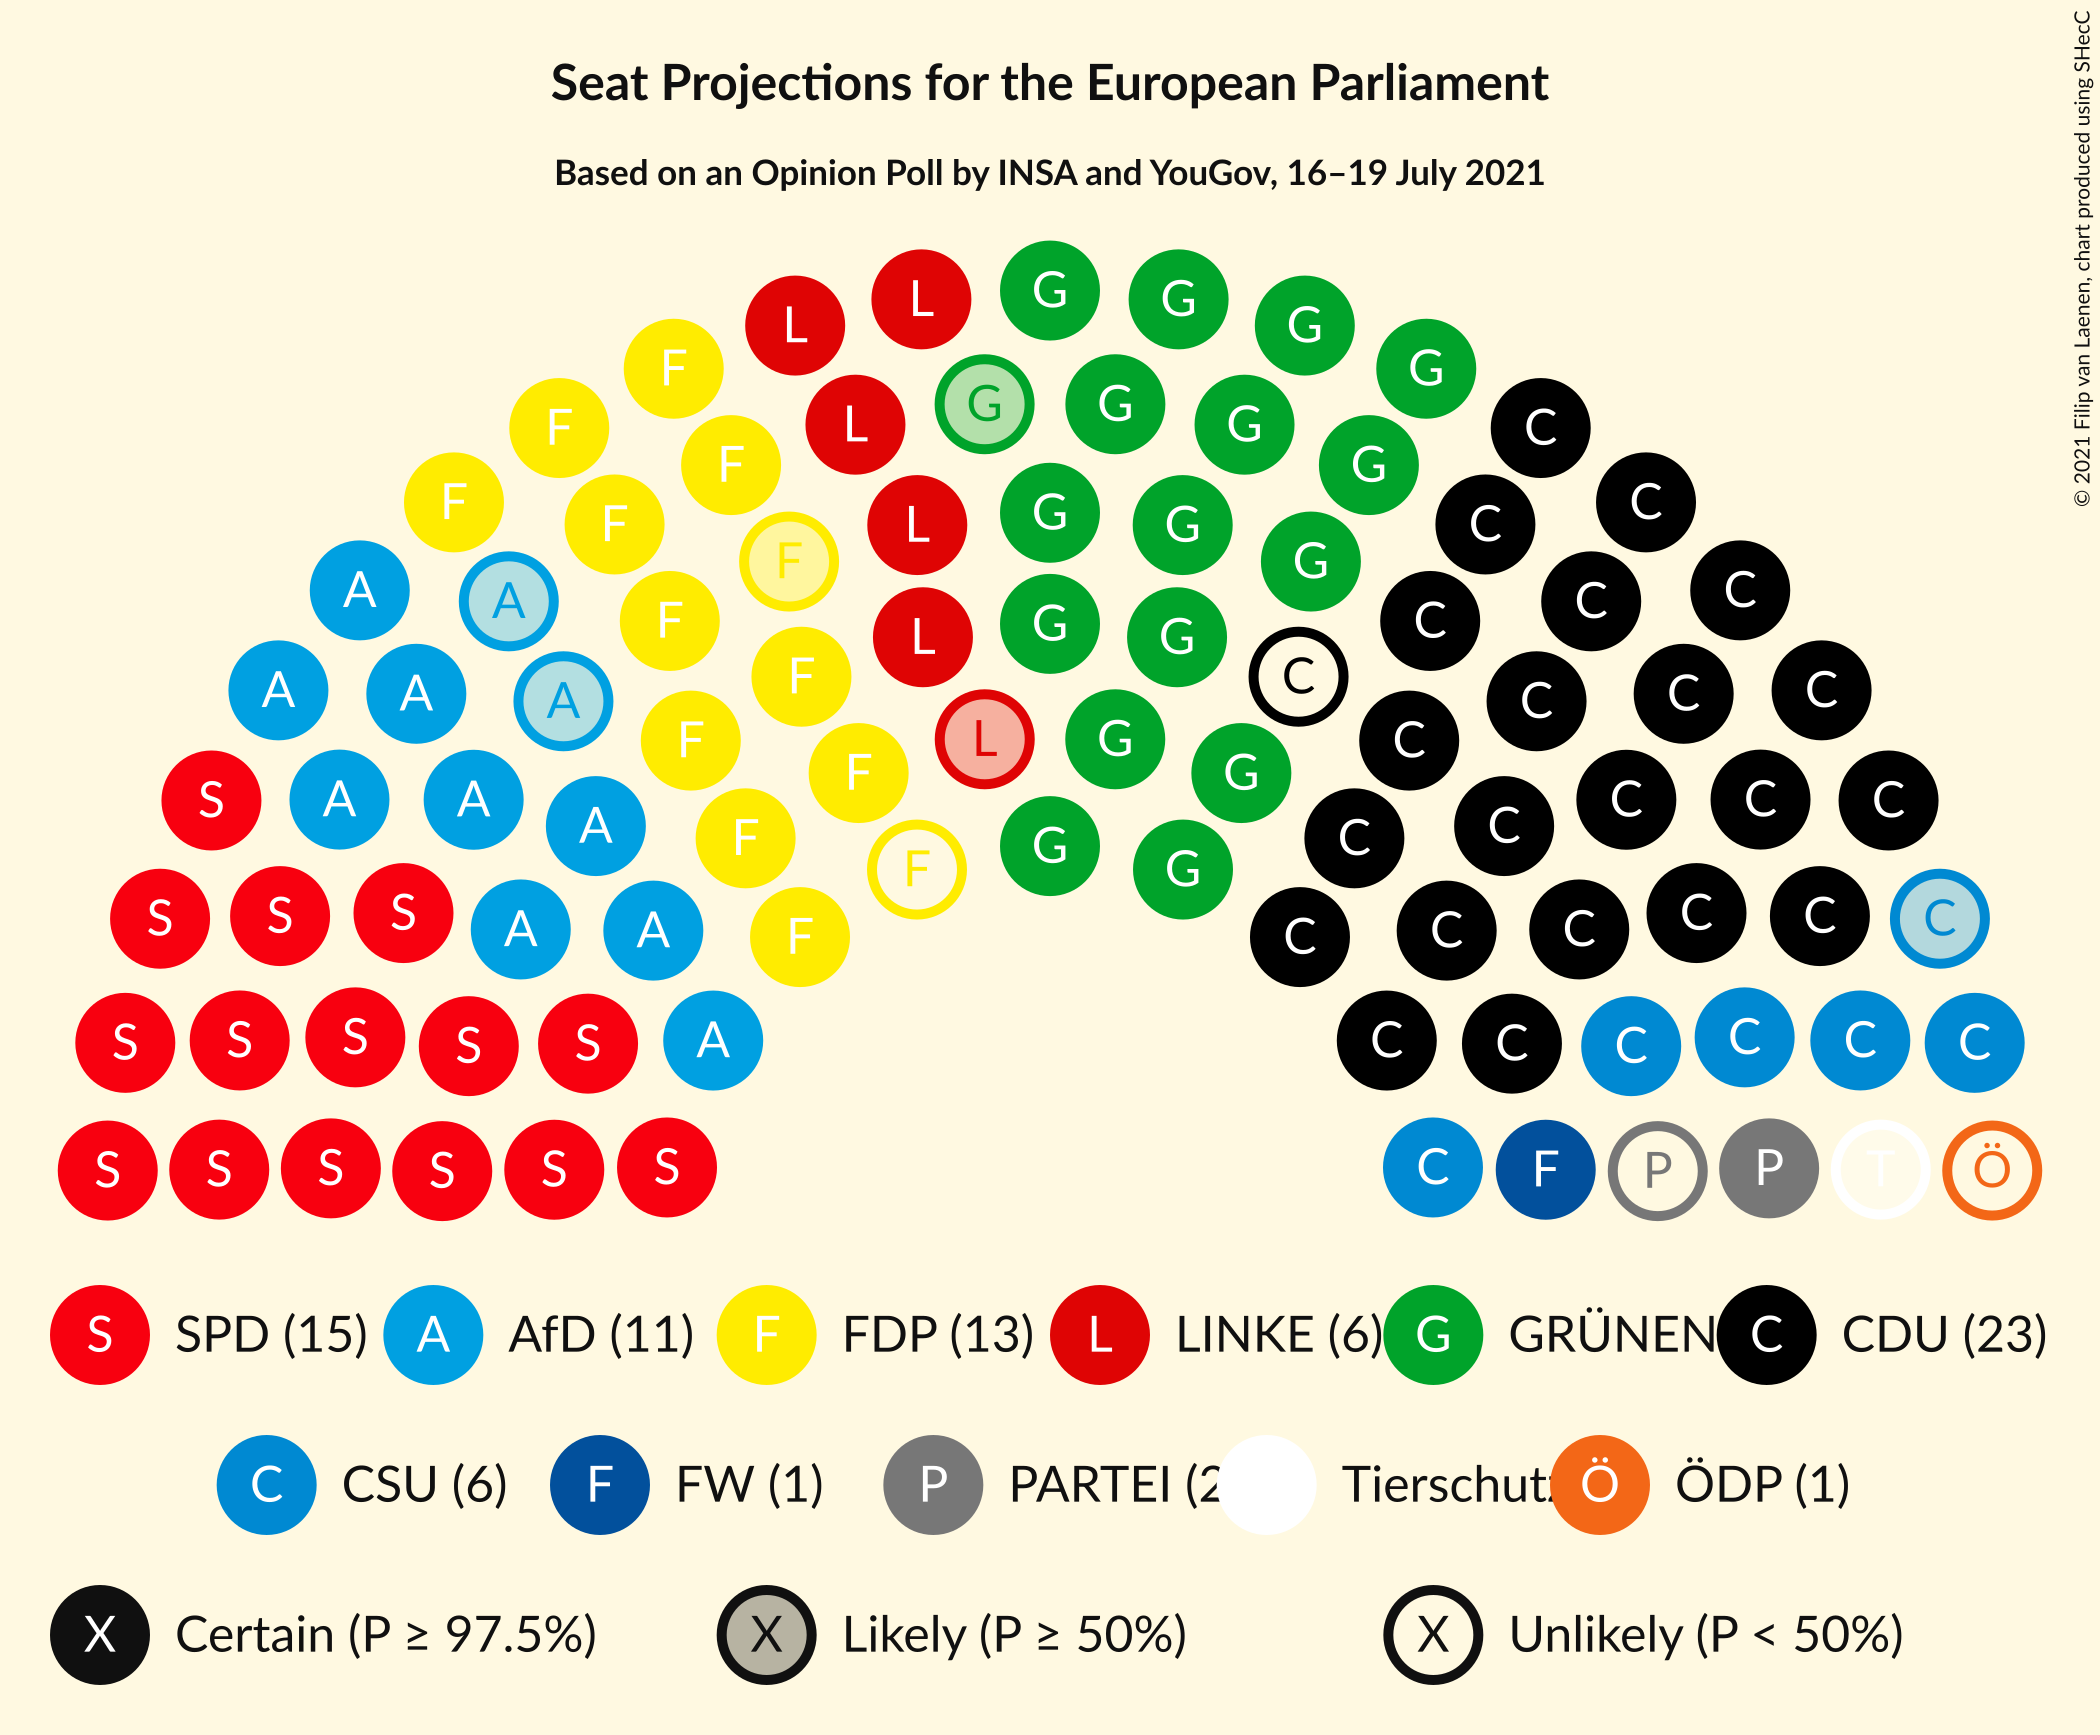 Seat Projections for the European Parliament
Based on an Opinion Poll by INSA and YouGov, 16–19 July 2021
© 2021 Filip van Laenen, chart produced using SHecC
L L G G G G
F L G G G G C
F F F L G G G C C
F F F F L G G C C C C
A A F F L G G C C C C C
A A A F F F G G C C C C C
S A A A F F C C C C C
S S S A A F C C C C C C
S S S S S A C C C C C C
S S S S S S C F P P T Ö
S SPD (15) A AfD (11) F FDP (13) L LINKE (6) G GRÜNEN C CDU (23)
C CSU (6) F FW (1) P PARTEI (2 Tierschutz Ö ÖDP (1)
X Certain (P ≥ 97.5%) X Likely (P ≥ 50%) X Unlikely (P < 50%)